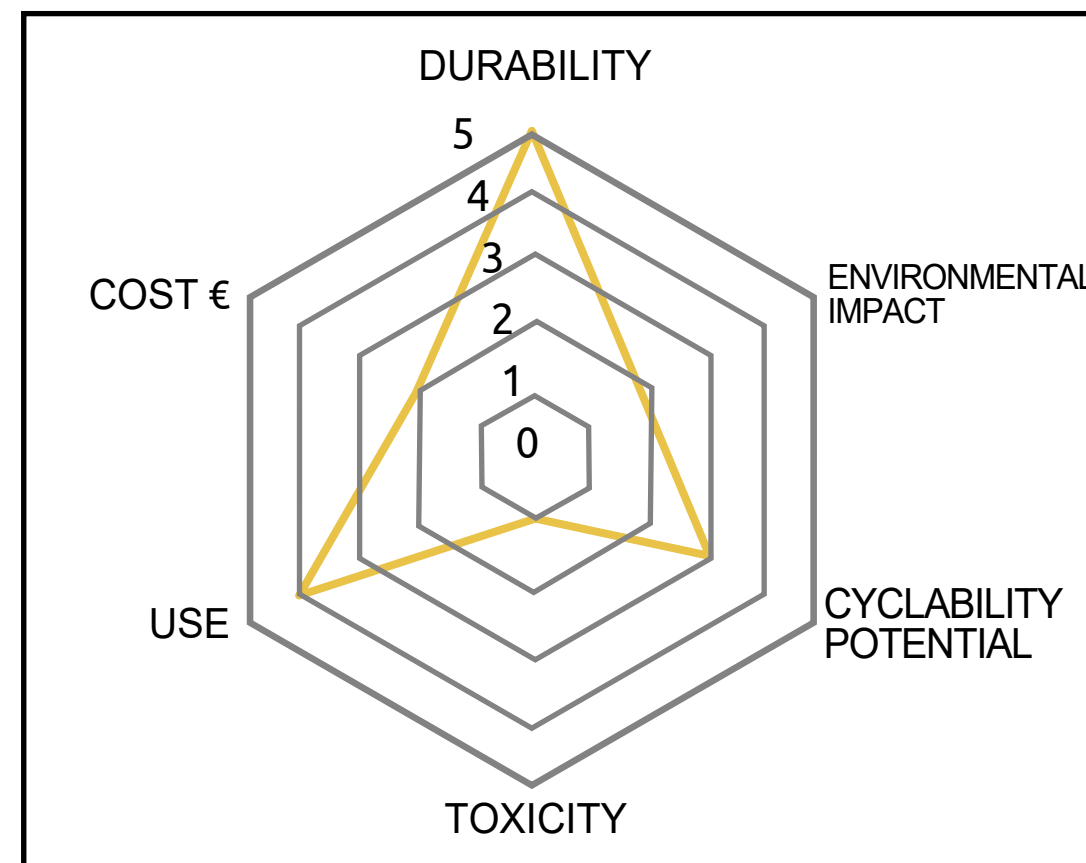 DURABILITY
5
4
3
2
1
0
COST €
ENVIRONMENTAL
IMPACT
USE
CYCLABILITY
POTENTIAL
TOXICITY